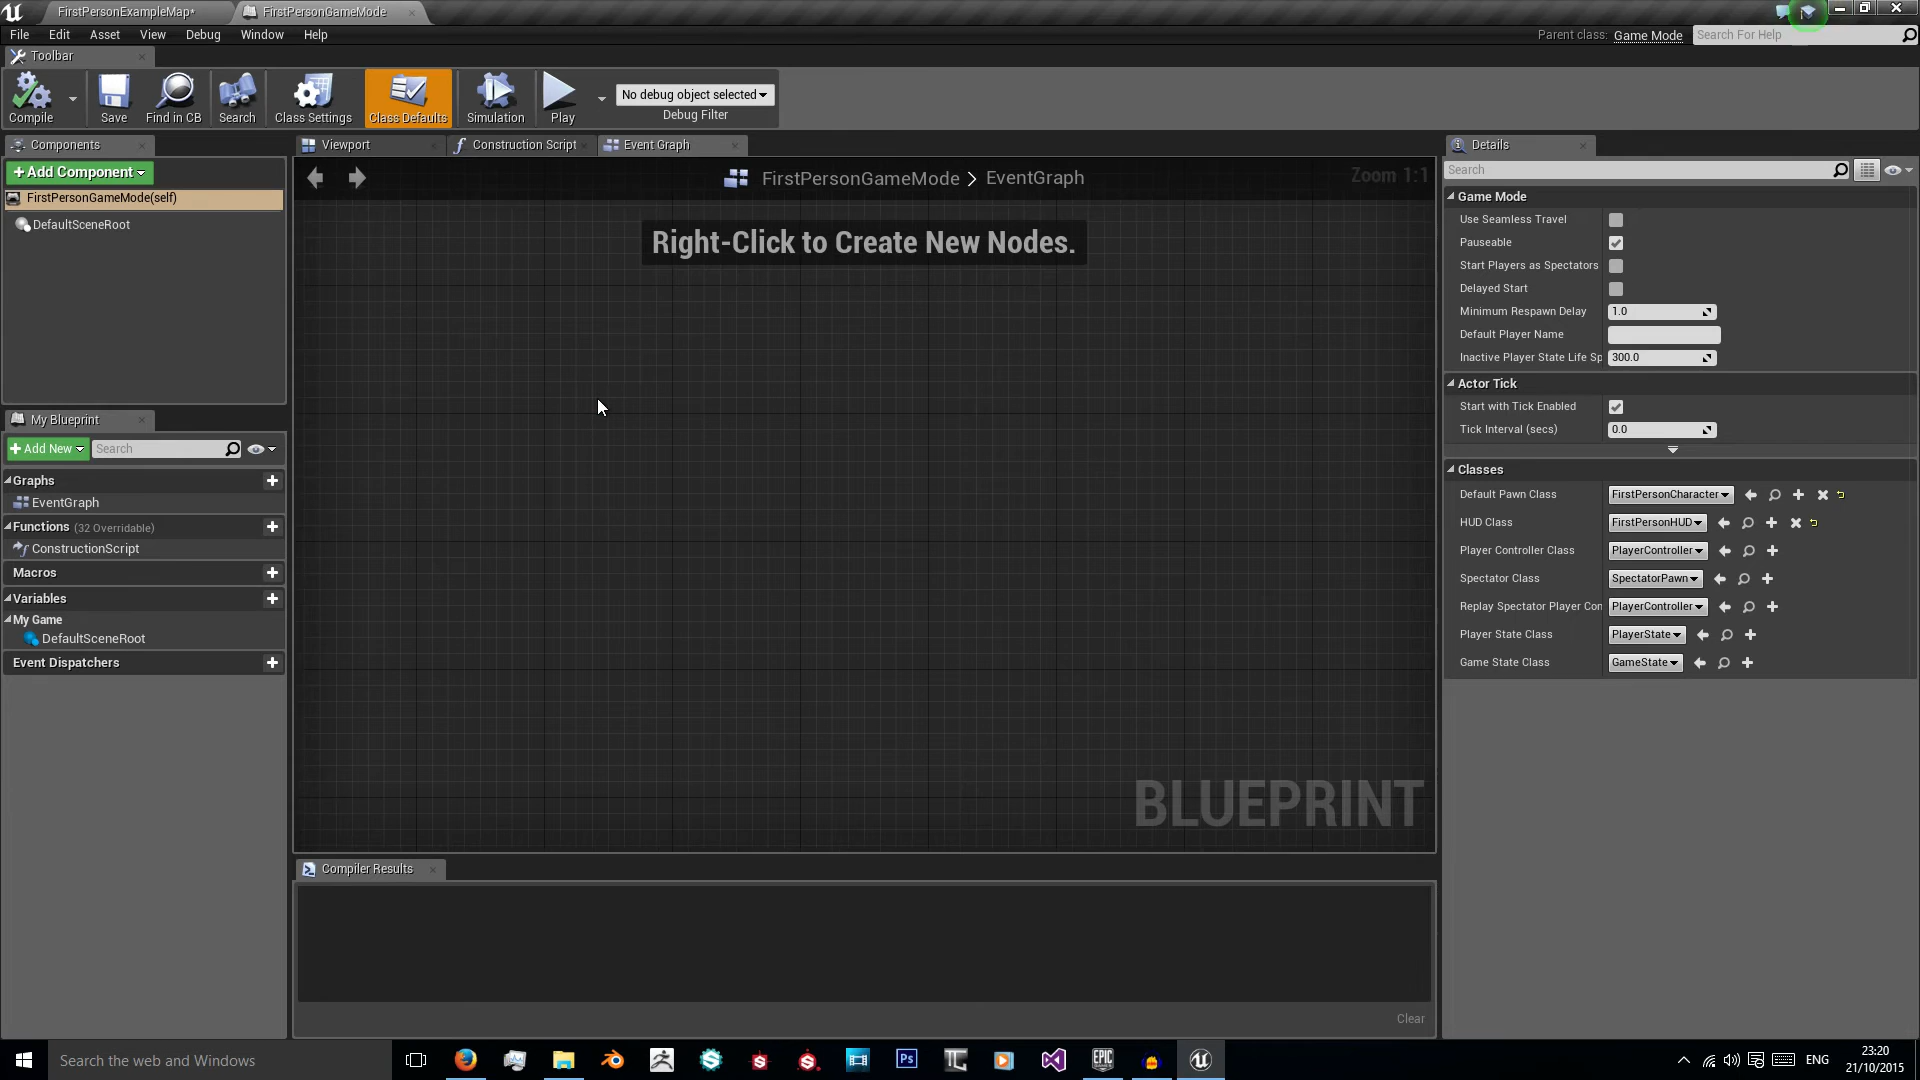 FirstPersonExampleMap*
FirstPersonGameMode
File Edit Asset View Debug Window Help
Parent class: Game Mode
Search For Help
Toolbar
Compile
Save
Find in CB
Search
Class Settings
Class Defaults
Simulation
Play
No debug object selected
Debug Filter
Components
+ Add Component
FirstPersonGameMode(self)
DefaultSceneRoot
My Blueprint
+ Add New
Search
Graphs
EventGraph
Functions (32 Overridable)
ConstructionScript
Macros
Variables
My Game
DefaultSceneRoot
Event Dispatchers
Viewport
Construction Script
Event Graph
FirstPersonGameMode > EventGraph
Zoom 1:1
Right-Click to Create New Nodes.
BLUEPRINT
Compiler Results
Clear
Details
Search
Game Mode
Use Seamless Travel
Pauseable
Start Players as Spectators
Delayed Start
Minimum Respawn Delay 1.0
Default Player Name
Inactive Player State Life Sp 300.0
Actor Tick
Start with Tick Enabled
Tick Interval (secs) 0.0
Classes
Default Pawn Class FirstPersonCharacter
HUD Class FirstPersonHUD
Player Controller Class PlayerController
Spectator Class SpectatorPawn
Replay Spectator Player Con PlayerController
Player State Class PlayerState
Game State Class GameState
Search the web and Windows
Ps
EPIC
ENG
23:20
21/10/2015